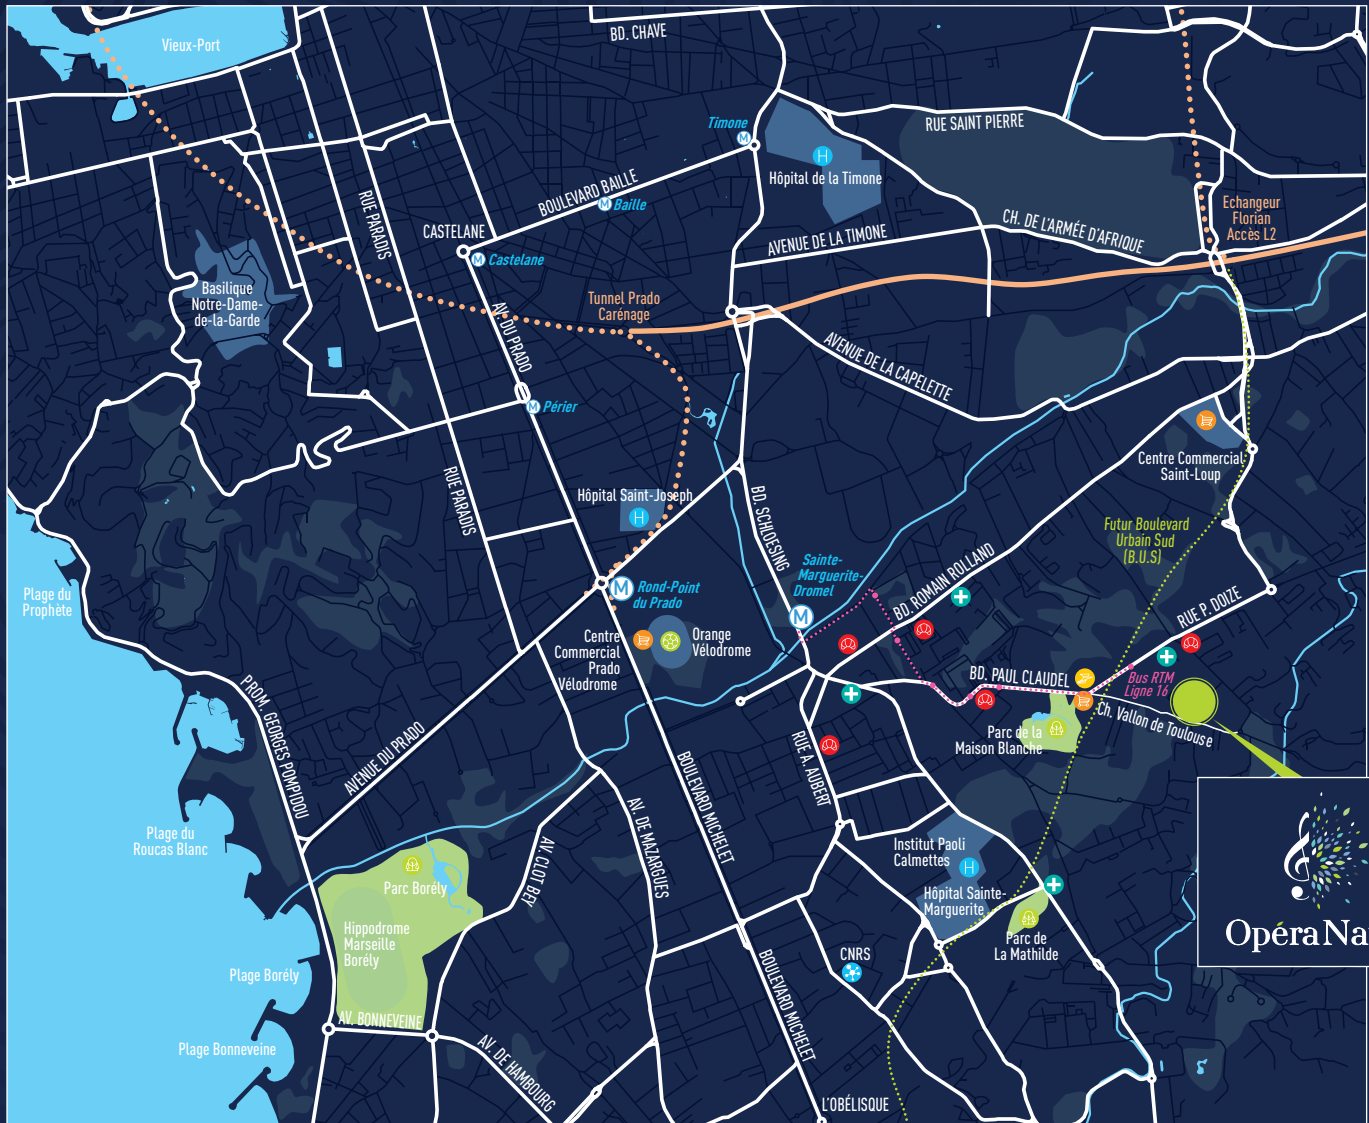 BD. CHAVE
Vieux-Port
Timone
M
RUE SAINT PIERRE
H
Hôpital de la Timone
BOULEVARD BAILLE
M
Baille
RUE PARADIS
CASTELANE
M
Castelane
AVENUE DE LA TIMONE
CH. DE L'ARMÉE D'AFRIQUE
Echangeur
Florian
Accès L2
Basilique
Notre-Dame-
de-la-Garde
Tunnel Prado
Carénage
AV. DU PRADO
AVENUE DE LA CAPELETTE
M
Périer
Centre Commercial
Saint-Loup
RUE PARADIS
Hôpital Saint-Joseph
H
BD. SCHLOESING
Futur Boulevard
Urbain Sud
(B.U.S)
Sainte-
Marguerite-
Dromel
M
BD. ROMAIN ROLLAND
Plage du
Prophète
M
Rond-Point
du Prado
RUE P. DOIZE
Centre
Commercial
Prado
Vélodrome
Orange
Vélodrome
BD. PAUL CLAUDEL
Bus RTM
Ligne 16
Ch. Vallon de Toulouse
PROM. GEORGES POMPIDOU
AVENUE DU PRADO
Parc de la
Maison Blanche
RUE A. AUBERT
BOULEVARD MICHELET
AV. DE MAZARGUES
Plage du
Roucas Blanc
AV. CLOT BEY
Institut Paoli
Calmettes
H
Parc Borély
Hôpital Sainte-
Marguerite
Hippodrome
Marseille
Borély
Parc de
La Mathilde
OpéraNa
CNRS
Plage Borély
BOULEVARD MICHELET
AV. BONNEVEINE
Plage Bonneveine
AV. DE HAMBOURG
L'OBÉLISQUE